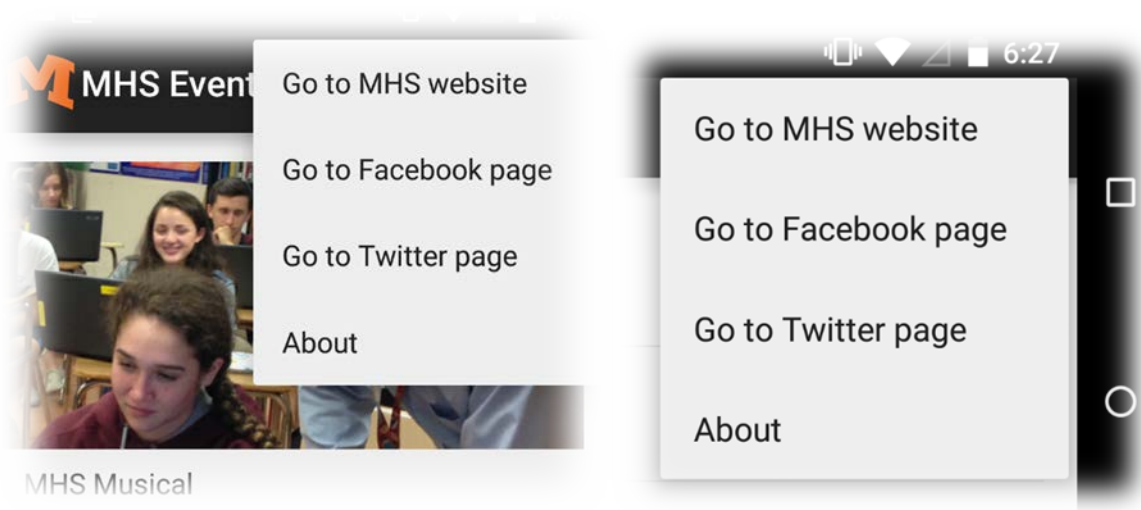 M MHS Event
Go to MHS website
Go to Facebook page
Go to Twitter page
About
MHS Musical
6:27
Go to MHS website
Go to Facebook page
Go to Twitter page
About